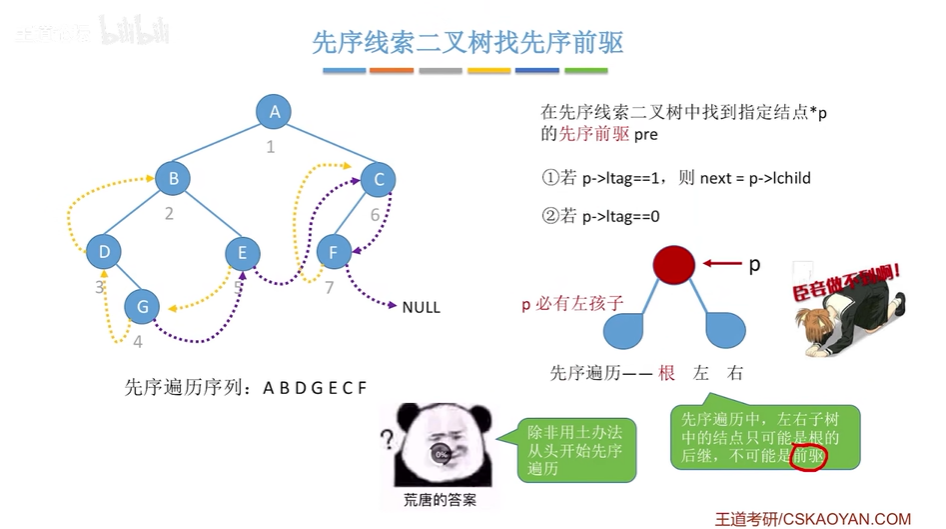 王道论坛 bilibili
先序线索二叉树找先序前驱
A
1
B
2
C
6
D
3
E
5
F
7
G
4
NULL
先序遍历序列：A B D G E C F
在先序线索二叉树中找到指定结点*p
的先序前驱 pre
①若 p->ltag==1，则 next = p->lchild
②若 p->ltag==0
p
p 必有左孩子
臣妾做不到啊!
先序遍历—— 根 左 右
先序遍历中，左右子树
中的结点只可能是根的
后继，不可能是前驱
?
0%
荒唐的答案
除非用土办法
从头开始先序
遍历
王道考研/CSKAOYAN.COM